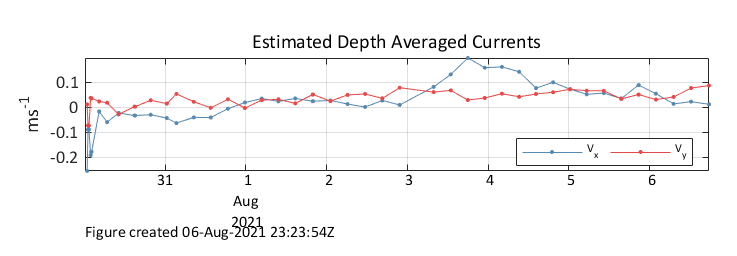 Estimated Depth Averaged Currents
ms-1
0.1
0
-0.1
-0.2
Vx Vy
31 1 2 3 4 5 6
Aug
2021
Figure created 06-Aug-2021 23:23:54Z